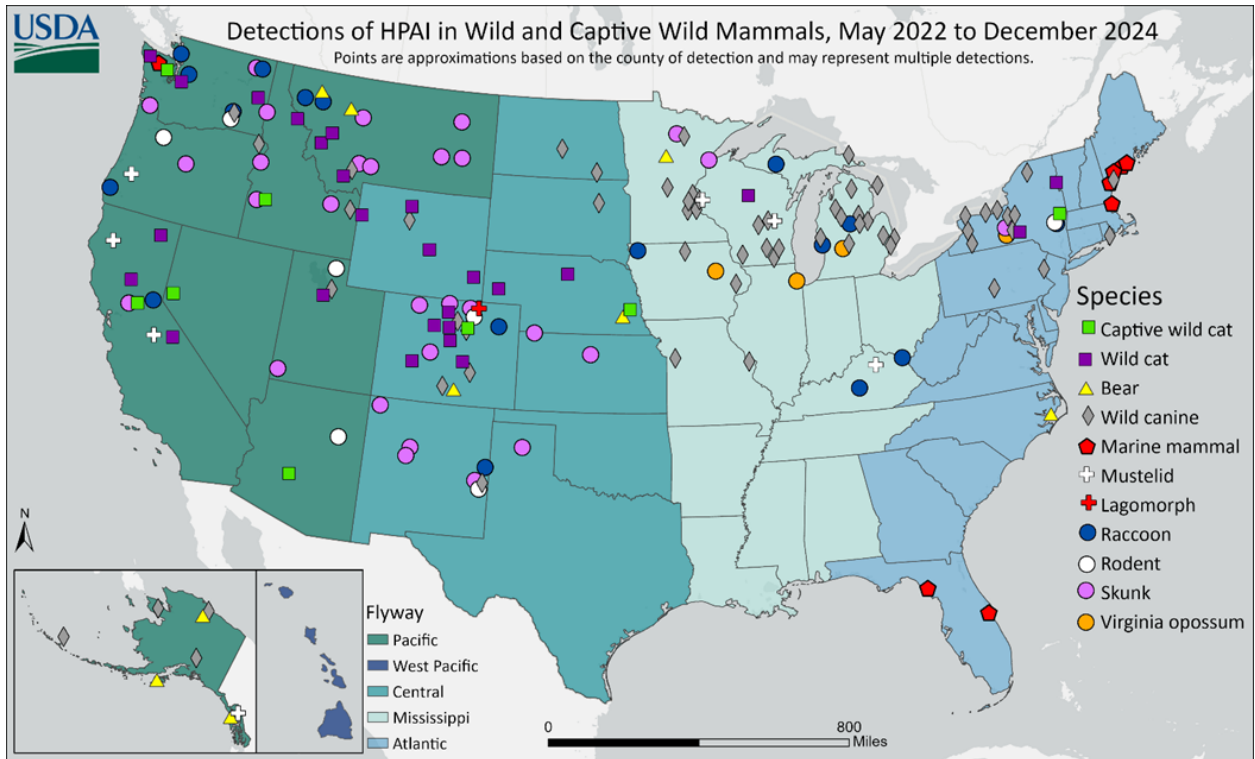 USDA
Detections of HPAI in Wild and Captive Wild Mammals, May 2022 to December 2024
Points are approximations based on the county of detection and may represent multiple detections.
Species
Captive wild cat
Wild cat
Bear
Wild canine
Marine mammal
Mustelid
Lagomorph
Raccoon
Rodent
Skunk
Virginia opossum
N
Flyway
Pacific
West Pacific
Central
Mississippi
Atlantic
0 800
Miles